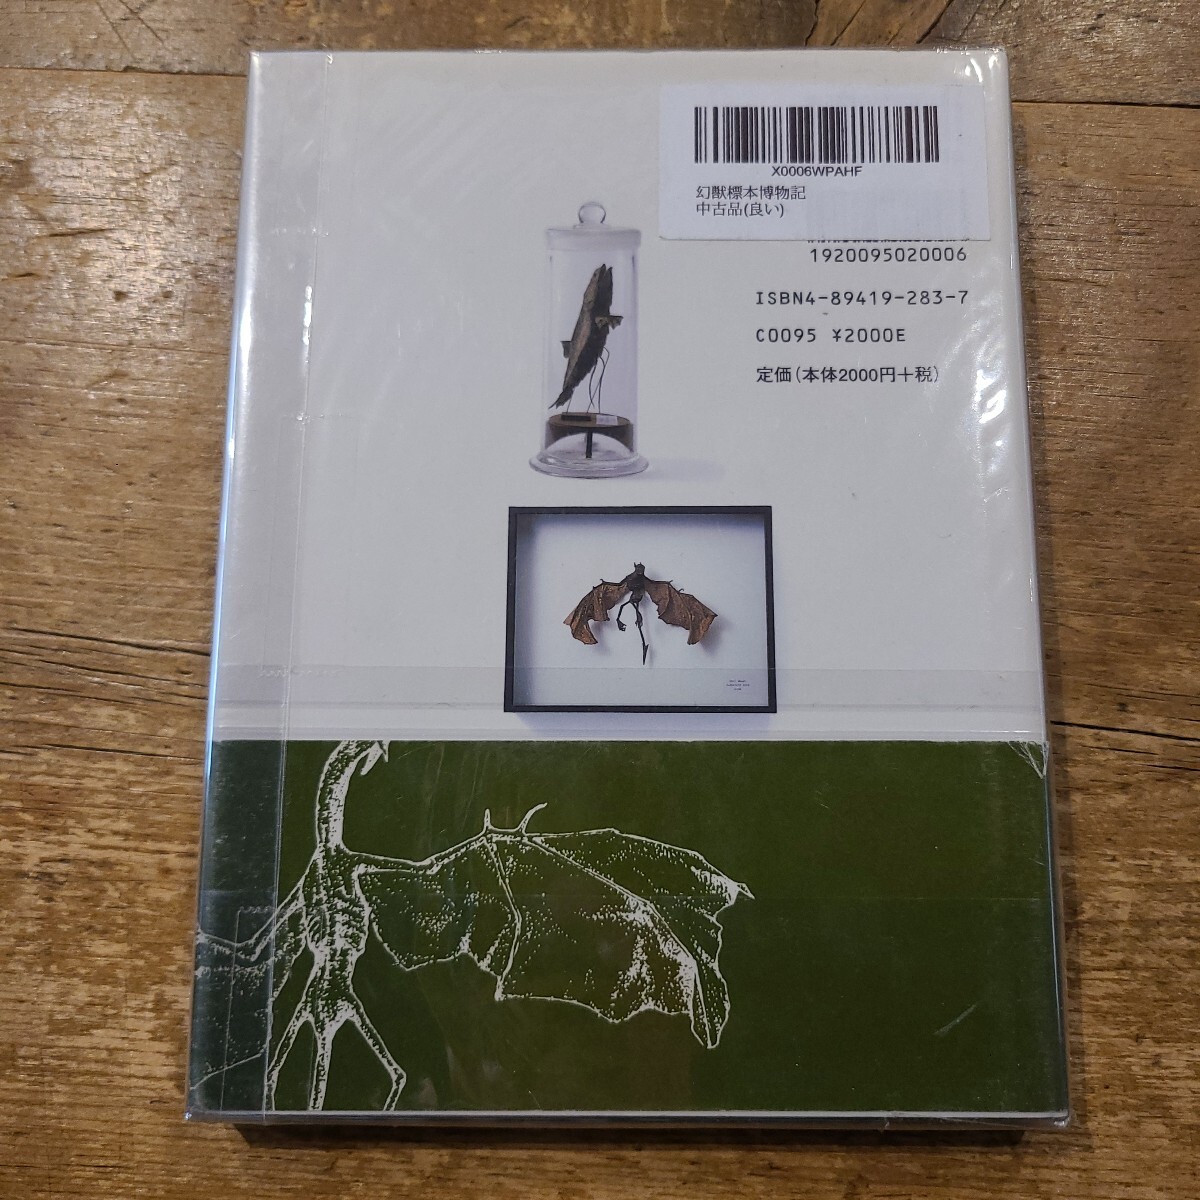 X0006WPAHF
幻獣標本博物記
中古品(良い)
1920095020006
ISBN4-89419-283-7
C0095 ¥2000E
定価(本体2000円＋税)